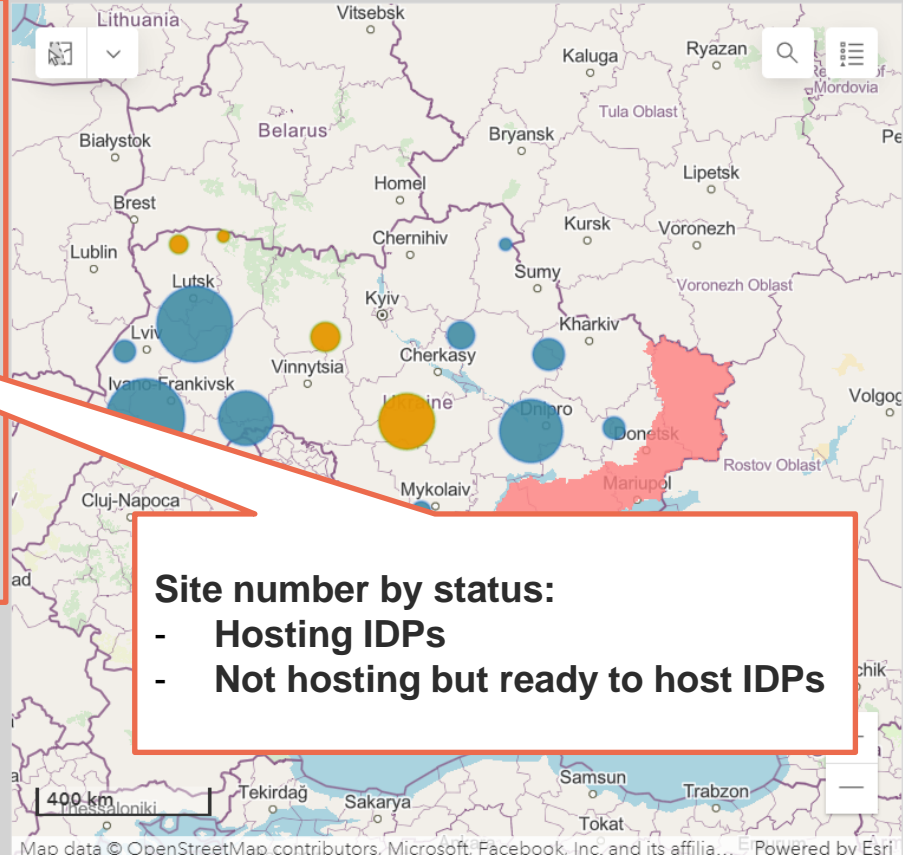 Lithuania
Vitsebsk
Kaluga
Ryazan
Mordovia
Tula Oblast
Białystok
Belarus
Bryansk
Lipetsk
Homel
Brest
Kursk
Voronezh
Chernihiv
Lublin
Sumy
Voronezh Oblast
Lutsk
Kyiv
Kharkiv
Lviv
Cherkasy
Vinnytsia
Ivano-Frankivsk
Ukraine
Dnipro
Donetsk
Rostov Oblast
Mariupol
Mykolaiv
Cluj-Napoca
Site number by status:
- Hosting IDPs
- Not hosting but ready to host IDPs
400 km
Thessaloniki
Tekirdağ
Sakarya
Samsun
Trabzon
Tokat
Map data © OpenStreetMap contributors, Microsoft, Facebook, Inc. and its affilia... Powered by Esri